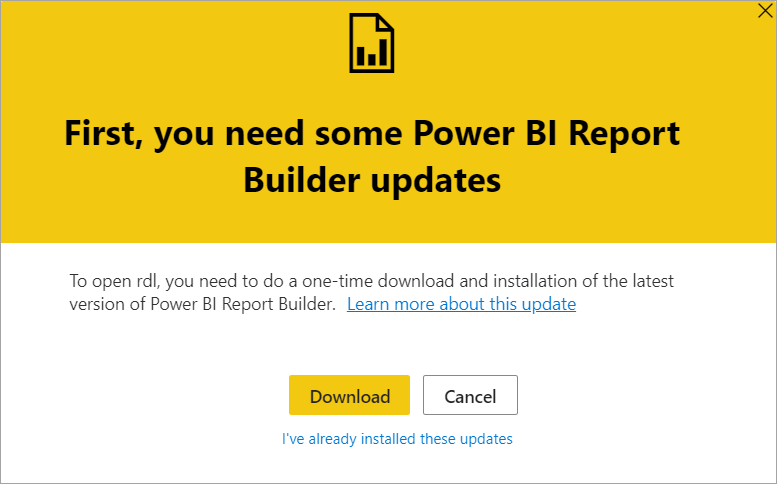 First, you need some Power BI Report
Builder updates
To open rdl, you need to do a one-time download and installation of the latest
version of Power BI Report Builder. Learn more about this update
Download Cancel
I've already installed these updates